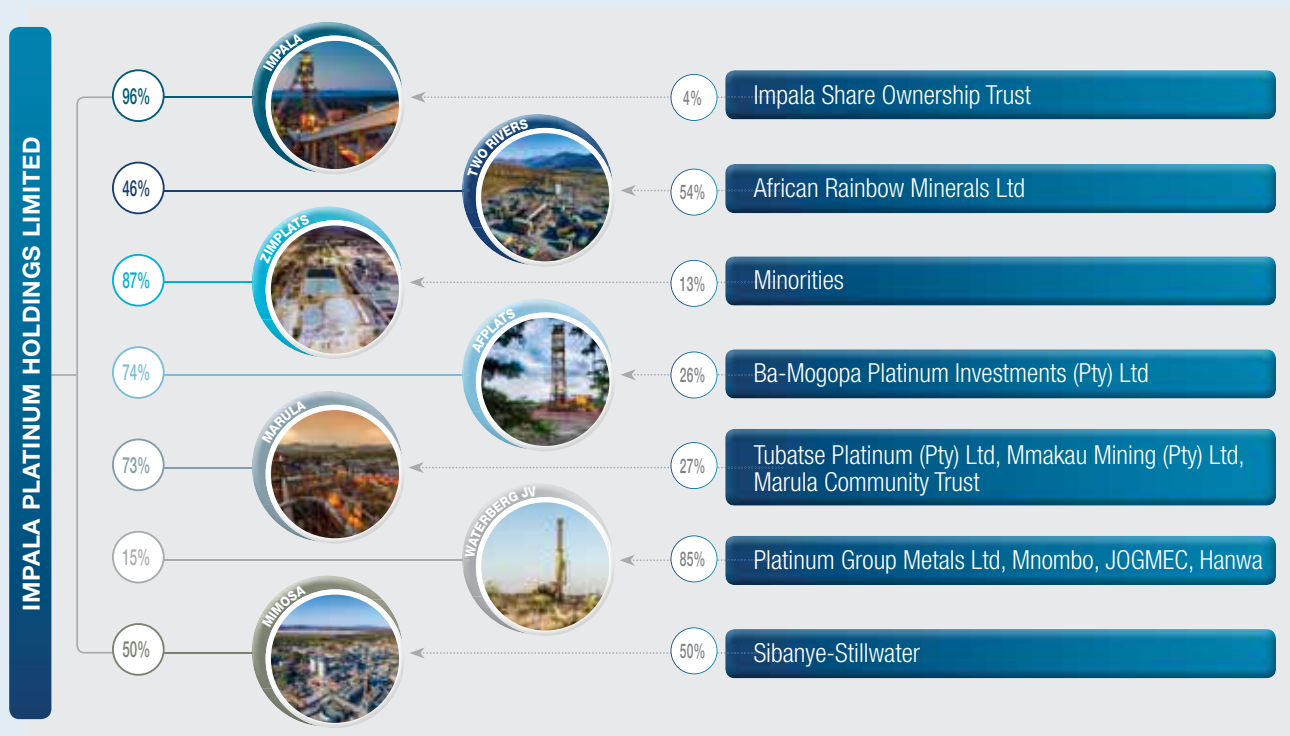 IMPALA PLATINUM HOLDINGS LIMITED
96%
IMPALA
4%
Impala Share Ownership Trust
46%
TWO RIVERS
54%
African Rainbow Minerals Ltd
87%
ZIMPLATS
13%
Minorities
74%
AFPLATS
26%
Ba-Mogopa Platinum Investments (Pty) Ltd
73%
MARULA
27%
Tubatse Platinum (Pty) Ltd, Mmakau Mining (Pty) Ltd,
Marula Community Trust
15%
WATERBERG JV
85%
Platinum Group Metals Ltd, Mnombo, JOGMEC, Hanwa
50%
MIMOSA
50%
Sibanye-Stillwater